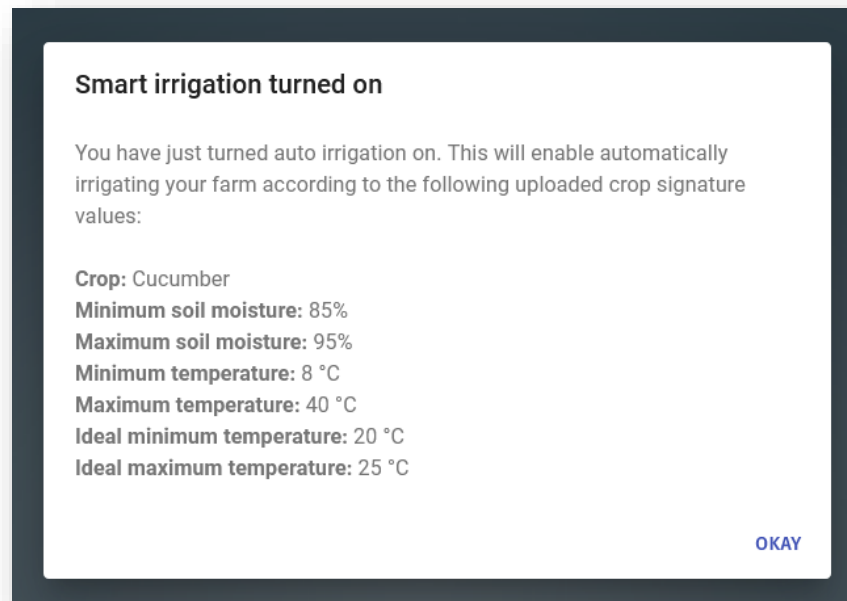 Smart irrigation turned on
You have just turned auto irrigation on. This will enable automatically
irrigating your farm according to the following uploaded crop signature
values:
Crop: Cucumber
Minimum soil moisture: 85%
Maximum soil moisture: 95%
Minimum temperature: 8 °C
Maximum temperature: 40 °C
Ideal minimum temperature: 20 °C
Ideal maximum temperature: 25 °C
OKAY